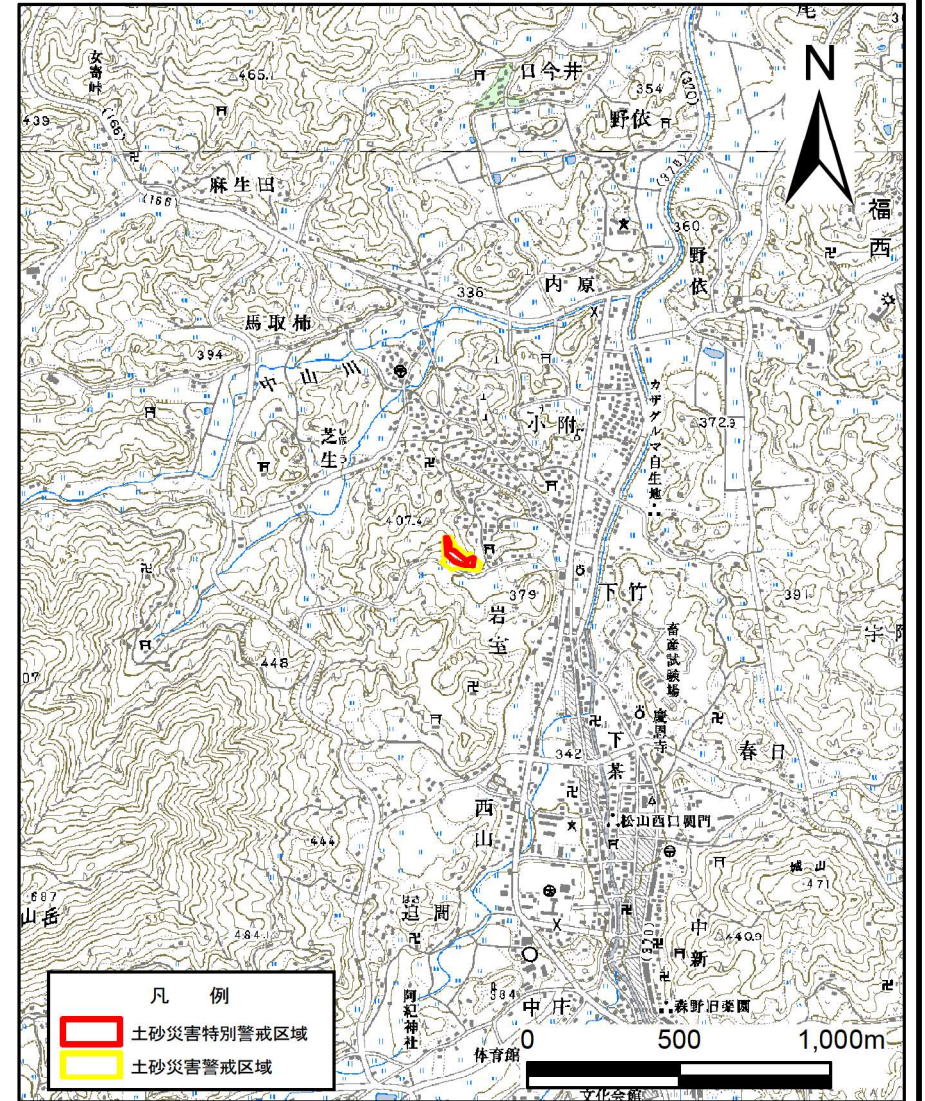 N
女寄峠
465.1
口今井
354
野依
(370)
439
(166)
麻生田
(166)
360
福西
野依
内原
336
馬取柿
394
中山川
カザグルマ自生地
372.9
小附
芝生
407.4
379
岩室
下竹
391
畜産試験場
448
慶恩寺
春日
下茶
342
西山
松山西口関門
444
城山
471
687
484.
迫間
はさま
440.9
中新
阿紀神社
384
中庄
森野旧薬園
体育館
文化会館
凡 例
土砂災害特別警戒区域
土砂災害警戒区域
0 500 1,000m